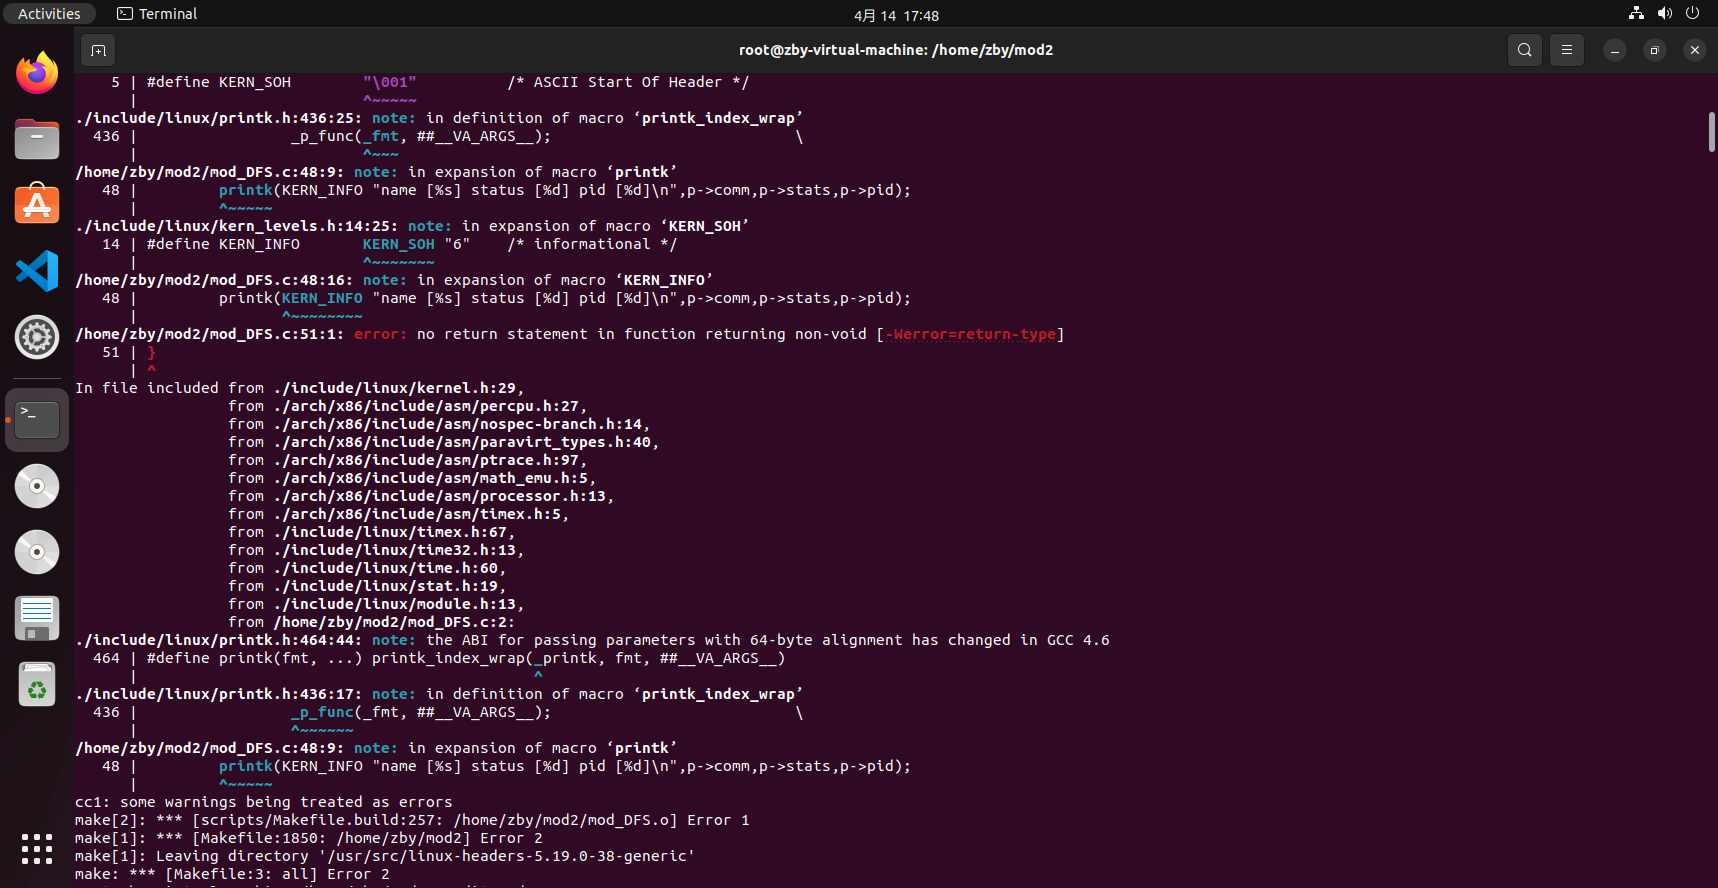 Activities
Terminal
4月 14 17:48
root@zby-virtual-machine: /home/zby/mod2
    5 | #define KERN_SOH        "\001"          /* ASCII Start Of Header */
      |                         ^~~~~~
./include/linux/printk.h:436:25: note: in definition of macro ‘printk_index_wrap’
  436 |                 _p_func(_fmt, ##__VA_ARGS__);                           \
      |                         ^~~~
/home/zby/mod2/mod_DFS.c:48:9: note: in expansion of macro ‘printk’
   48 |         printk(KERN_INFO "name [%s] status [%d] pid [%d]\n",p->comm,p->stats,p->pid);
      |         ^~~~~~
./include/linux/kern_levels.h:14:25: note: in expansion of macro ‘KERN_SOH’
   14 | #define KERN_INFO       KERN_SOH "6"    /* informational */
      |                         ^~~~~~~~
/home/zby/mod2/mod_DFS.c:48:16: note: in expansion of macro ‘KERN_INFO’
   48 |         printk(KERN_INFO "name [%s] status [%d] pid [%d]\n",p->comm,p->stats,p->pid);
      |                ^~~~~~~~~
/home/zby/mod2/mod_DFS.c:51:1: error: no return statement in function returning non-void [-Werror=return-type]
   51 | }
      | ^
In file included from ./include/linux/kernel.h:29,
                 from ./arch/x86/include/asm/percpu.h:27,
                 from ./arch/x86/include/asm/nospec-branch.h:14,
                 from ./arch/x86/include/asm/paravirt_types.h:40,
                 from ./arch/x86/include/asm/ptrace.h:97,
                 from ./arch/x86/include/asm/math_emu.h:5,
                 from ./arch/x86/include/asm/processor.h:13,
                 from ./arch/x86/include/asm/timex.h:5,
                 from ./include/linux/timex.h:67,
                 from ./include/linux/time32.h:13,
                 from ./include/linux/time.h:60,
                 from ./include/linux/stat.h:19,
                 from ./include/linux/module.h:13,
                 from /home/zby/mod2/mod_DFS.c:2:
./include/linux/printk.h:464:44: note: the ABI for passing parameters with 64-byte alignment has changed in GCC 4.6
  464 | #define printk(fmt, ...) printk_index_wrap(_printk, fmt, ##__VA_ARGS__)
      |                                            ^
./include/linux/printk.h:436:17: note: in definition of macro ‘printk_index_wrap’
  436 |                 _p_func(_fmt, ##__VA_ARGS__);                           \
      |                 ^~~~~~~
/home/zby/mod2/mod_DFS.c:48:9: note: in expansion of macro ‘printk’
   48 |         printk(KERN_INFO "name [%s] status [%d] pid [%d]\n",p->comm,p->stats,p->pid);
      |         ^~~~~~
cc1: some warnings being treated as errors
make[2]: *** [scripts/Makefile.build:257: /home/zby/mod2/mod_DFS.o] Error 1
make[1]: *** [Makefile:1850: /home/zby/mod2] Error 2
make[1]: Leaving directory '/usr/src/linux-headers-5.19.0-38-generic'
make: *** [Makefile:3: all] Error 2